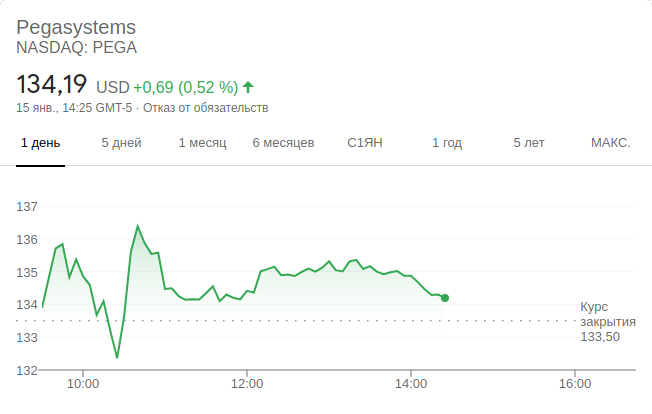 Pegasystems
NASDAQ: PEGA
134,19 USD +0,69 (0,52 %)
15 янв., 14:25 GMT-5 · Отказ от обязательств
1 день 5 дней 1 месяц 6 месяцев С1ЯН 1 год 5 лет МАКС.
137
136
135
134
133
132
Курс
закрытия
133,50
10:00 12:00 14:00 16:00